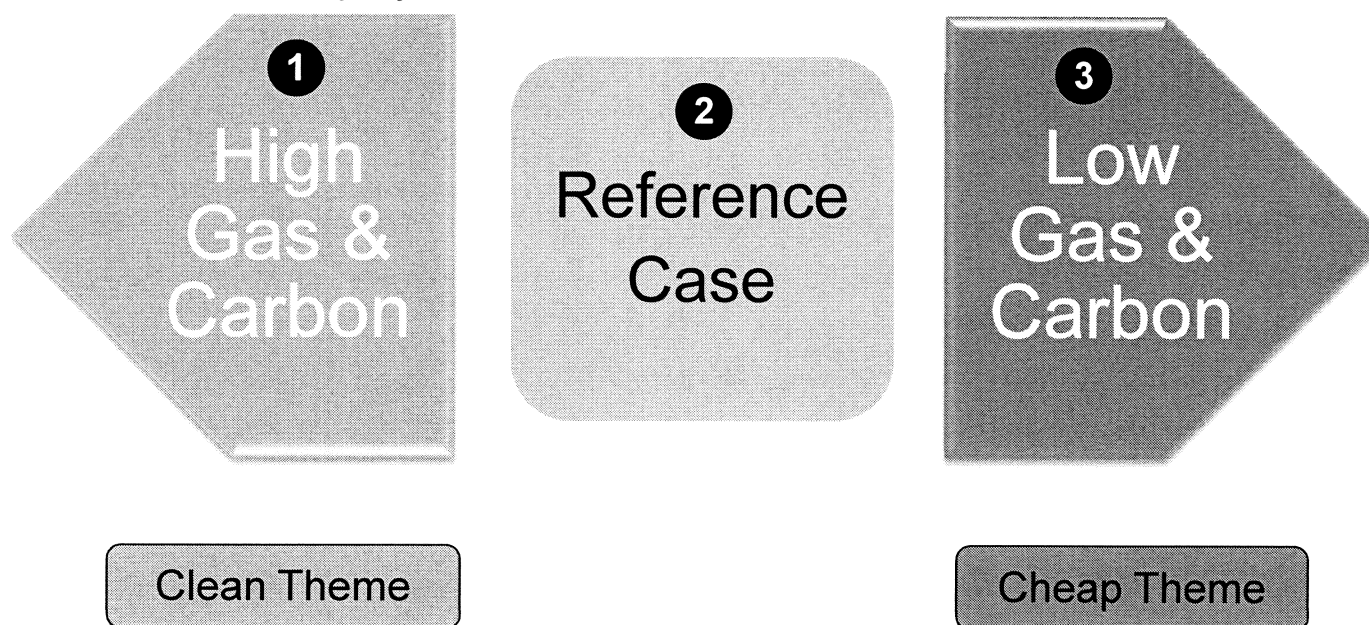 1
High
Gas &
Carbon
2
Reference
Case
3
Low
Gas &
Carbon
Clean Theme
Cheap Theme